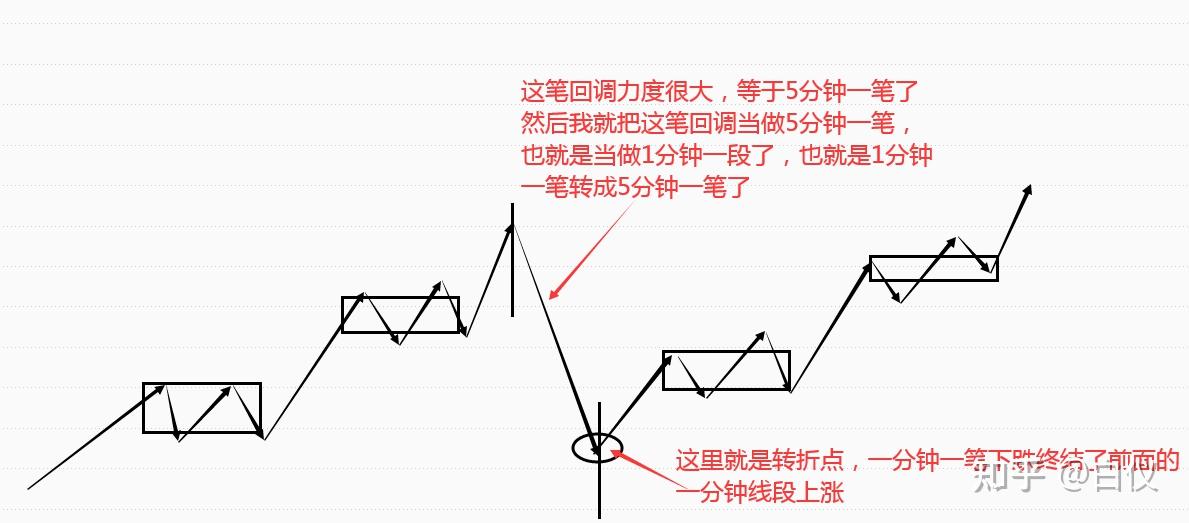 这笔回调力度很大，等于5分钟一笔了
然后我就把这笔回调当做5分钟一笔，
也就是当做1分钟一段了，也就是1分钟
一笔转成5分钟一笔了
这里就是转折点，一分钟一笔下跌终结了前面的
一分钟线段上涨
知乎 @白仪